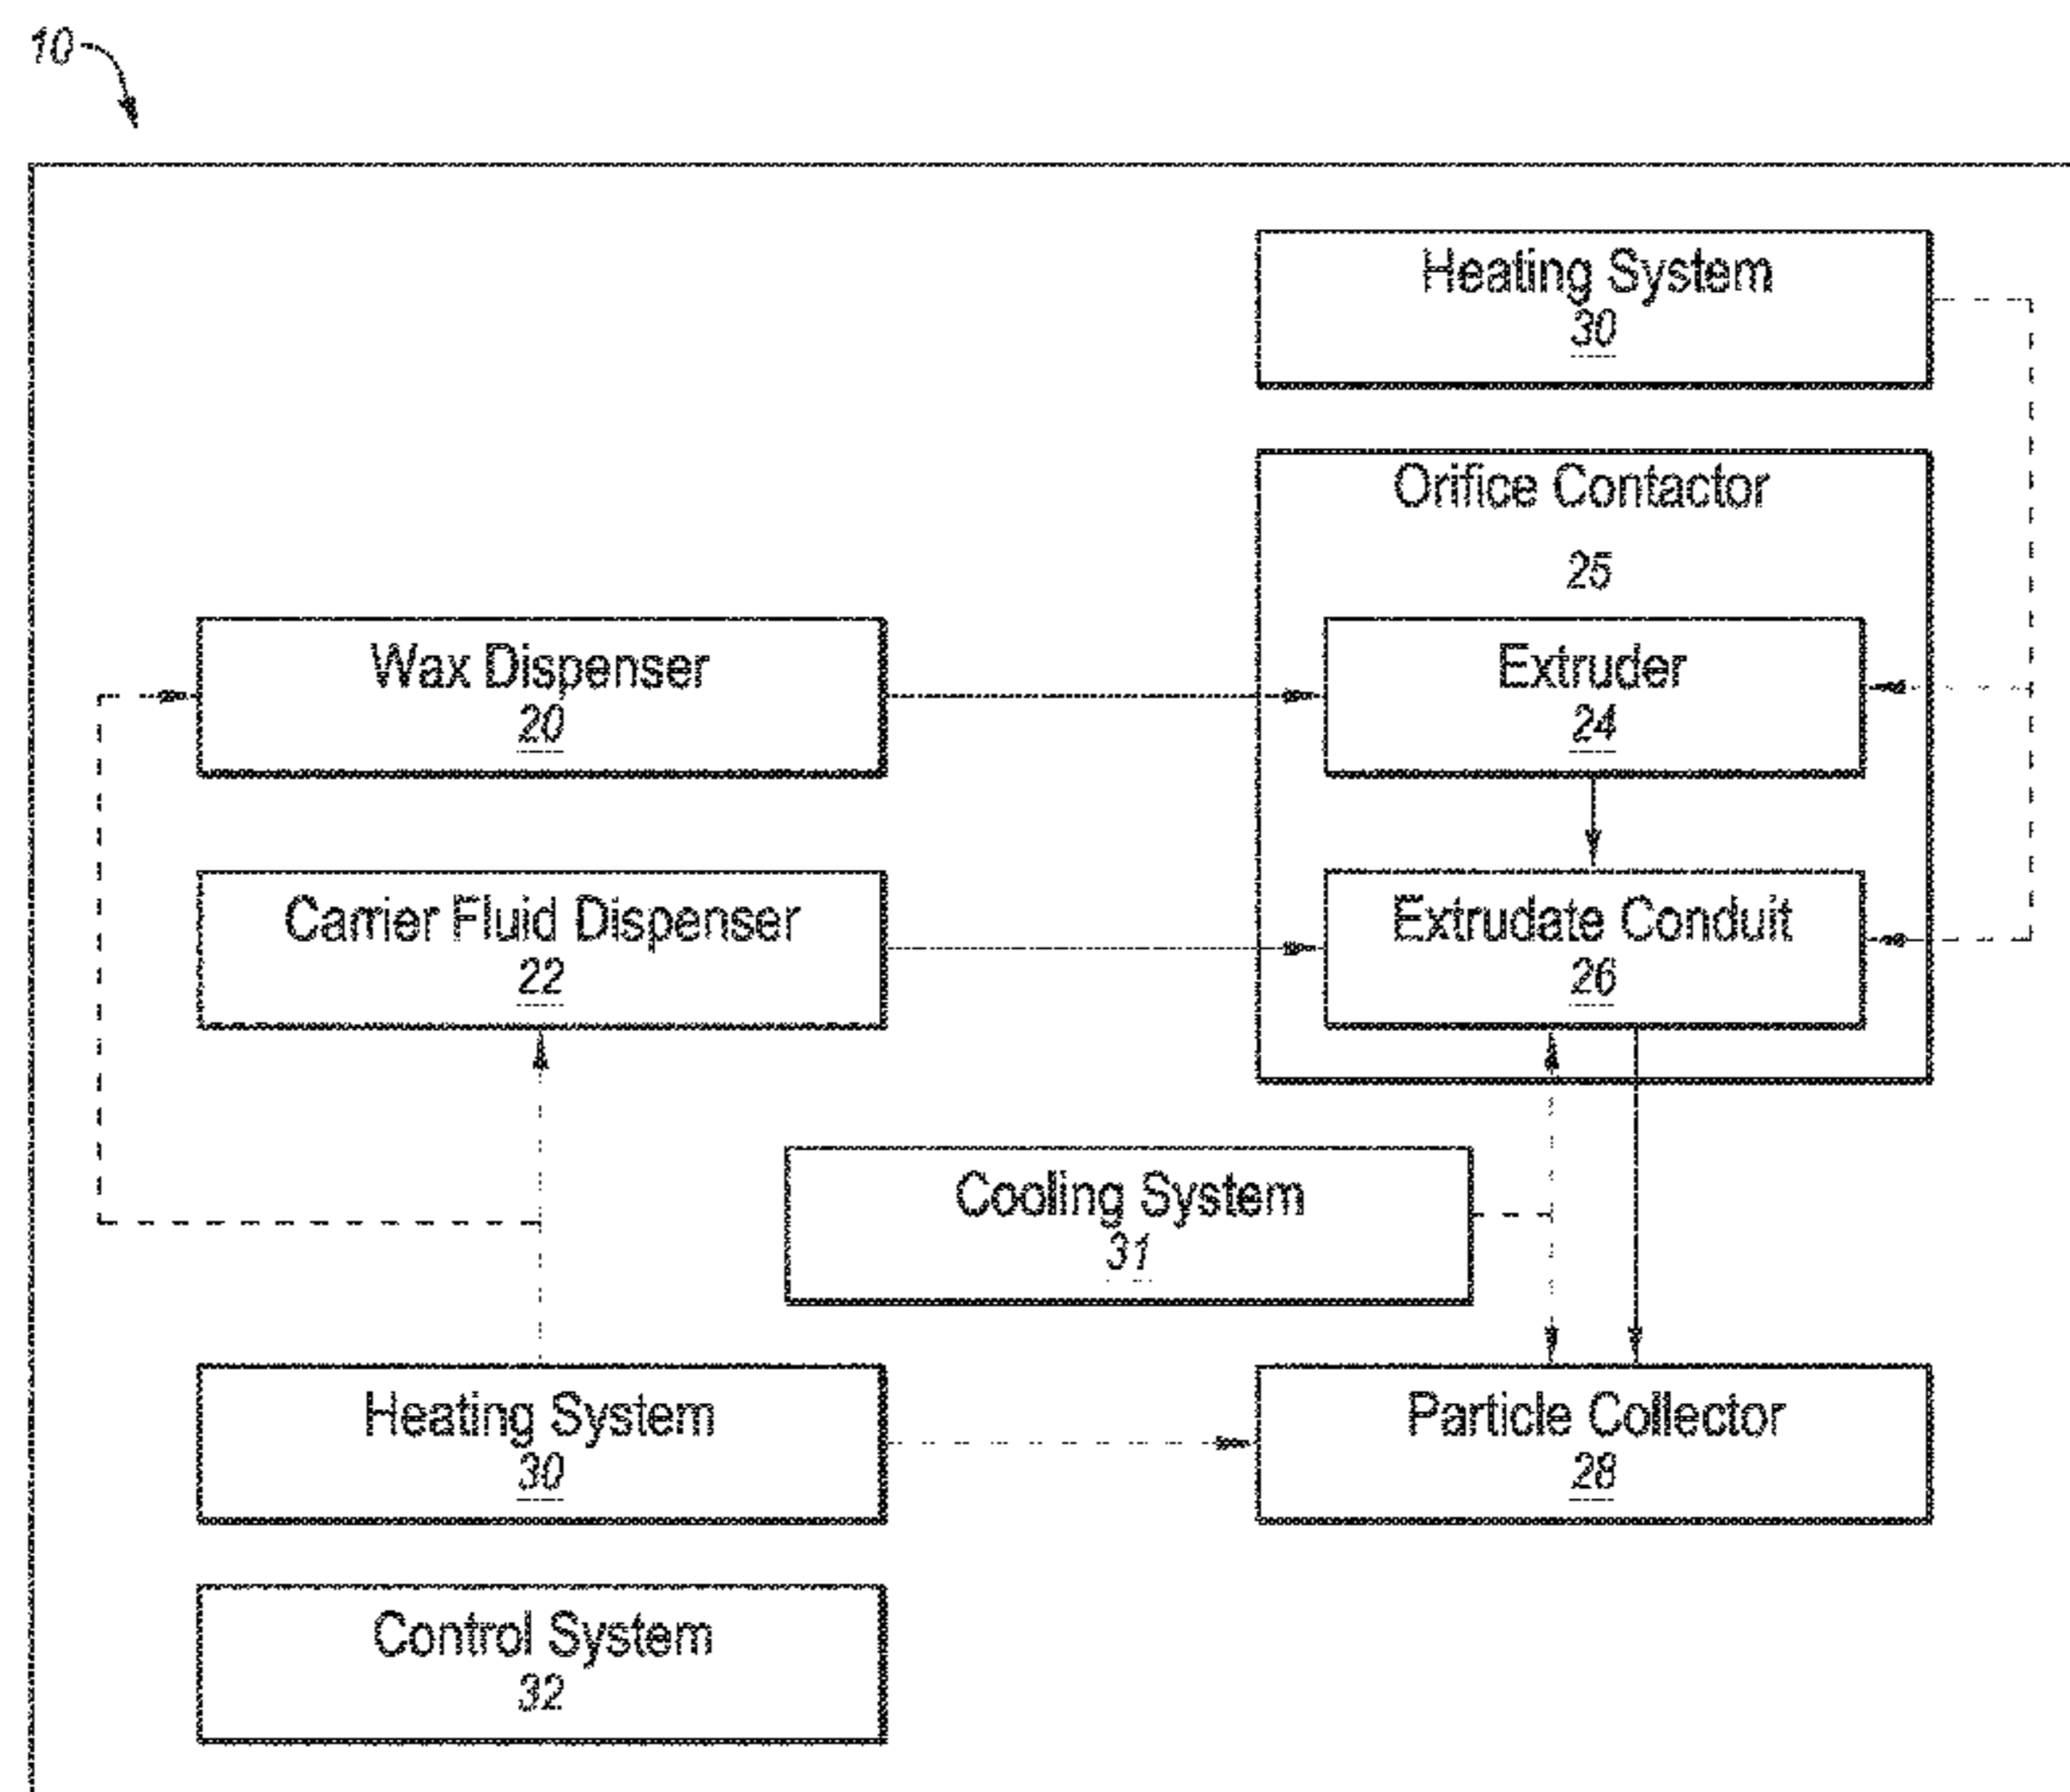 10
Heating System
30
Orifice Contactor
25
Wax Dispenser
20
Extruder
24
Carrier Fluid Dispenser
22
Extrudate Conduit
26
Cooling System
31
Heating System
30
Particle Collector
28
Control System
32